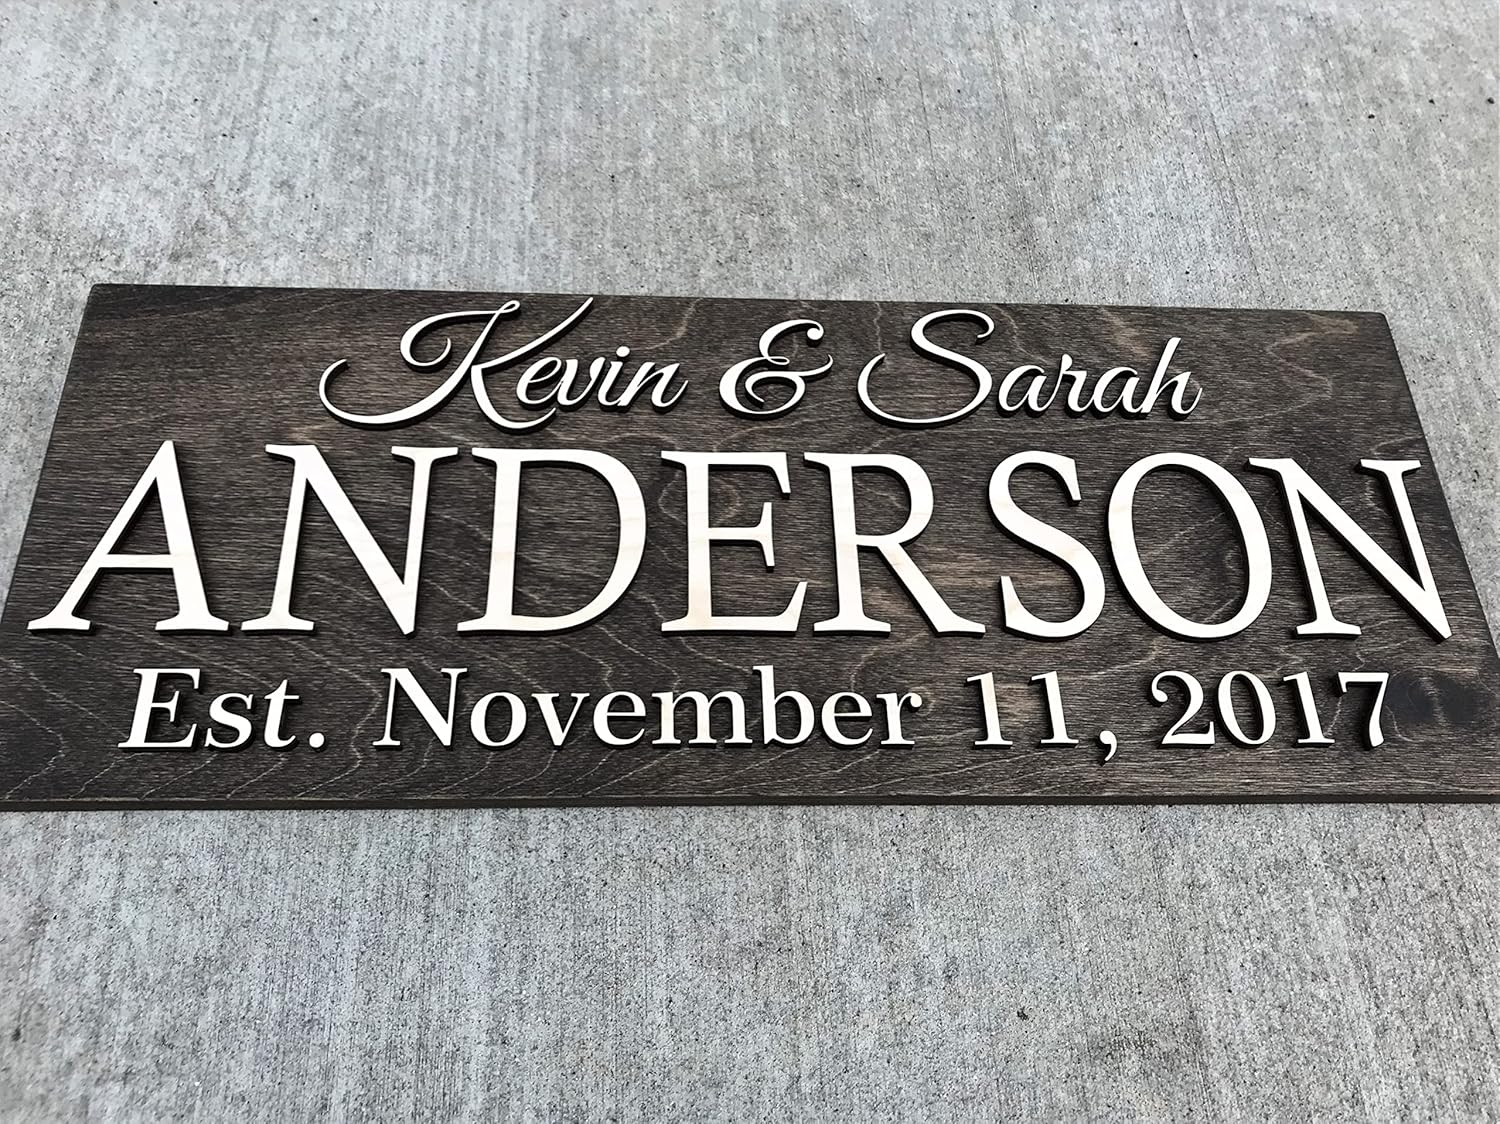 Kevin & Sarah
ANDERSON
Est. November 11, 2017